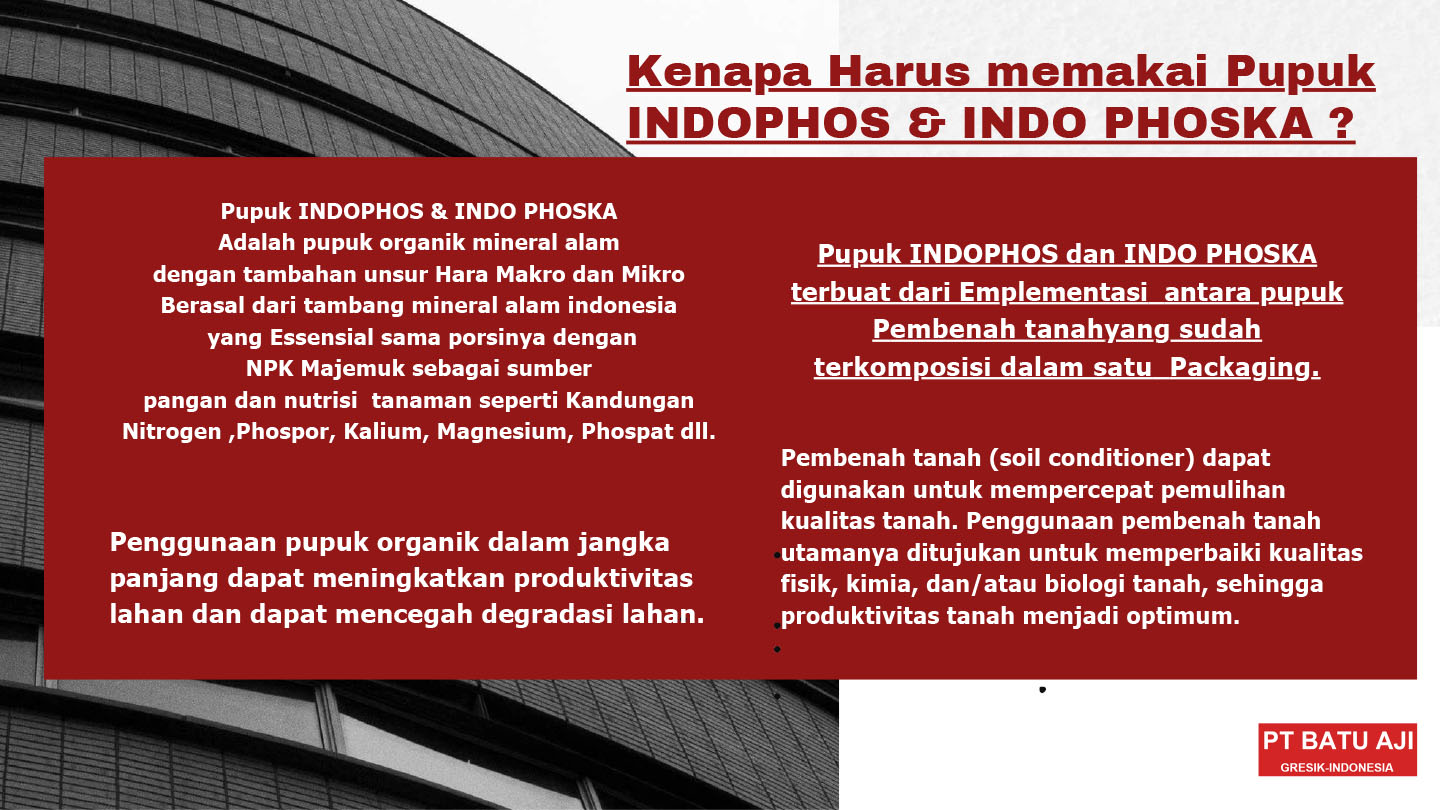 Kenapa Harus memakai Pupuk
INDOPHOS & INDO PHOSKA ?
Pupuk INDOPHOS & INDO PHOSKA
Adalah pupuk organik mineral alam
dengan tambahan unsur Hara Makro dan Mikro
Berasal dari tambang mineral alam indonesia
yang Essensial sama porsinya dengan
NPK Majemuk sebagai sumber
pangan dan nutrisi  tanaman seperti Kandungan
Nitrogen ,Phospor, Kalium, Magnesium, Phospat dll.
Penggunaan pupuk organik dalam jangka
panjang dapat meningkatkan produktivitas
lahan dan dapat mencegah degradasi lahan.
Pupuk INDOPHOS dan INDO PHOSKA
terbuat dari Emplementasi  antara pupuk
Pembenah tanahyang sudah
terkomposisi dalam satu  Packaging.
Pembenah tanah (soil conditioner) dapat
digunakan untuk mempercepat pemulihan
kualitas tanah. Penggunaan pembenah tanah
utamanya ditujukan untuk memperbaiki kualitas
fisik, kimia, dan/atau biologi tanah, sehingga
produktivitas tanah menjadi optimum.
PT BATU AJI
GRESIK-INDONESIA